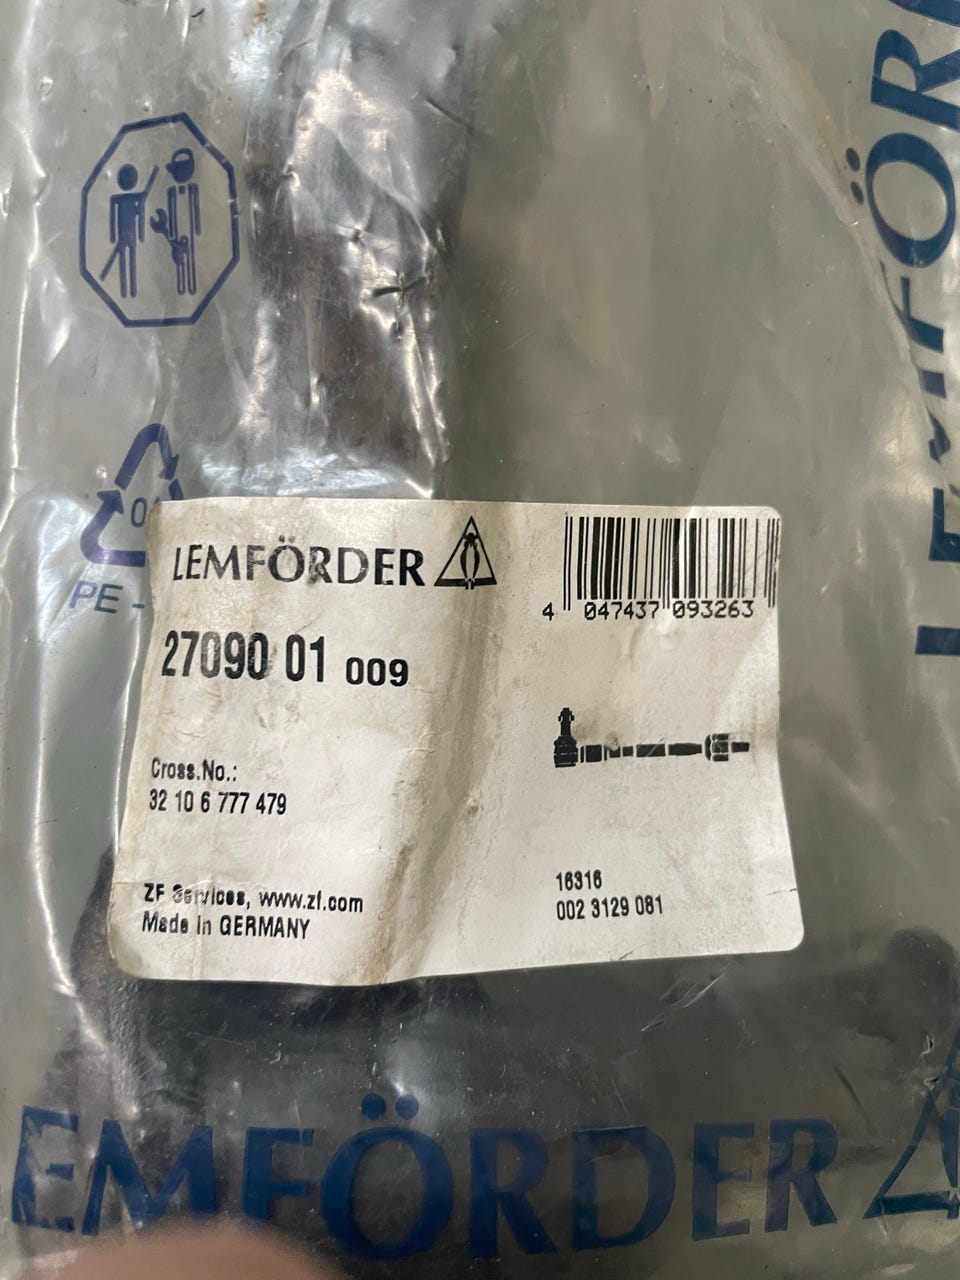 LEMFÖRDER
LEMFÖRDER
27090 01 009
4 047437 093263
Cross.No.:
32 10 6 777 479
16316
002 3129 081
ZF Services, www.zf.com
Made in GERMANY
PE -
EMFÖRDER